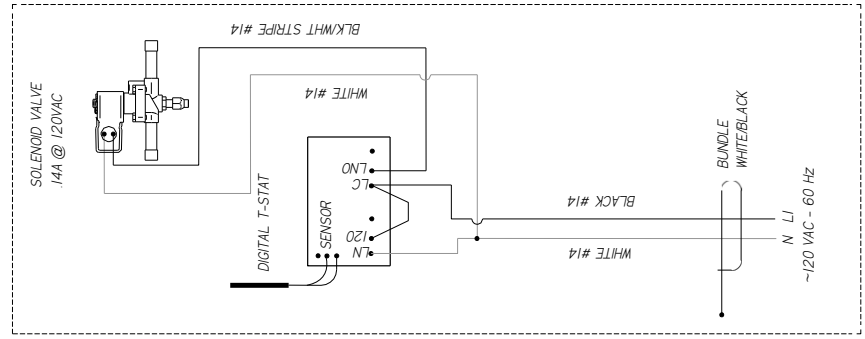 BLK/WHT STRIPE #14
WHITE #14
SOLENOID VALVE
.14A @ 120VAC
DIGITAL T-STAT
SENSOR
LNO
LC
120
LN
BLACK #14
WHITE #14
BUNDLE
WHITE/BLACK
N L1
~120 VAC - 60 Hz